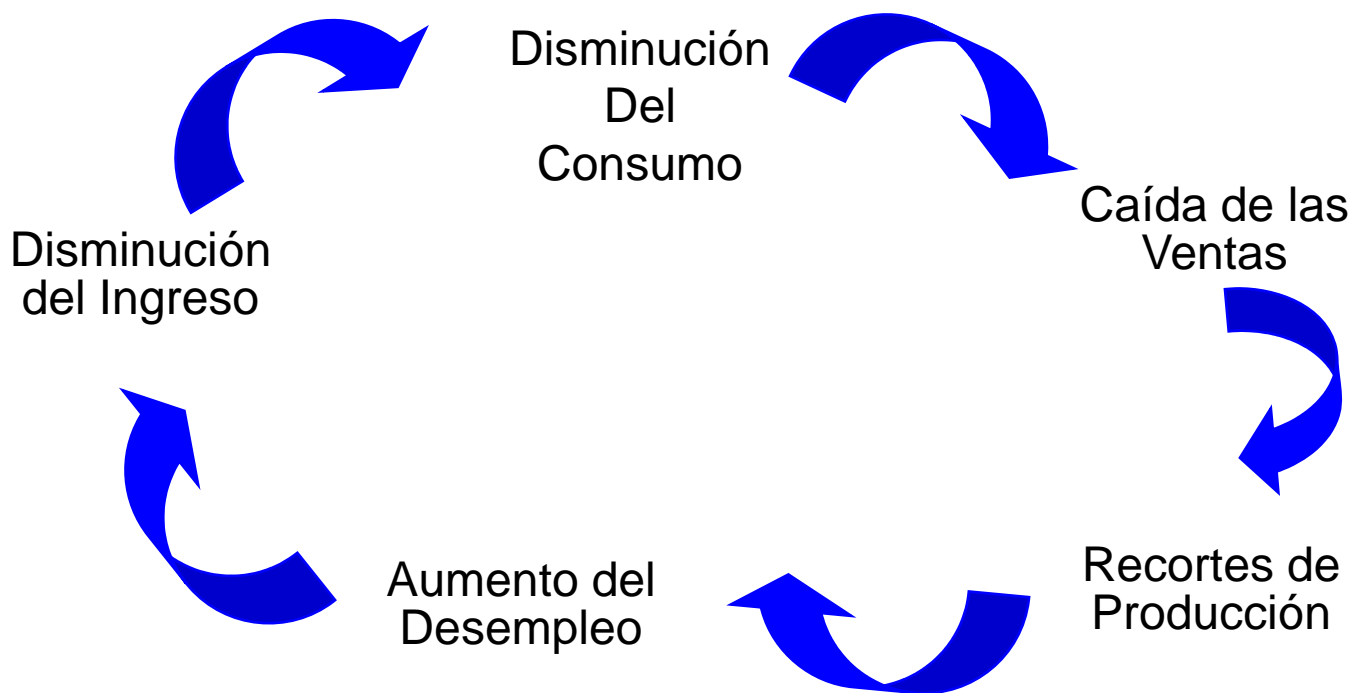 Disminución
Del
Consumo
Caída de las
Ventas
Recortes de
Producción
Aumento del
Desempleo
Disminución
del Ingreso